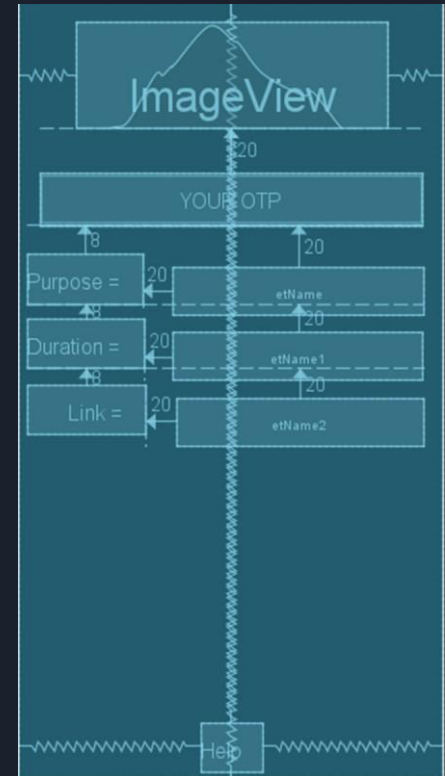 ImageView
20
YOUR OTP
8
20
Purpose =
20
etName
8
20
Duration =
20
etName1
8
20
Link =
20
etName2
Help